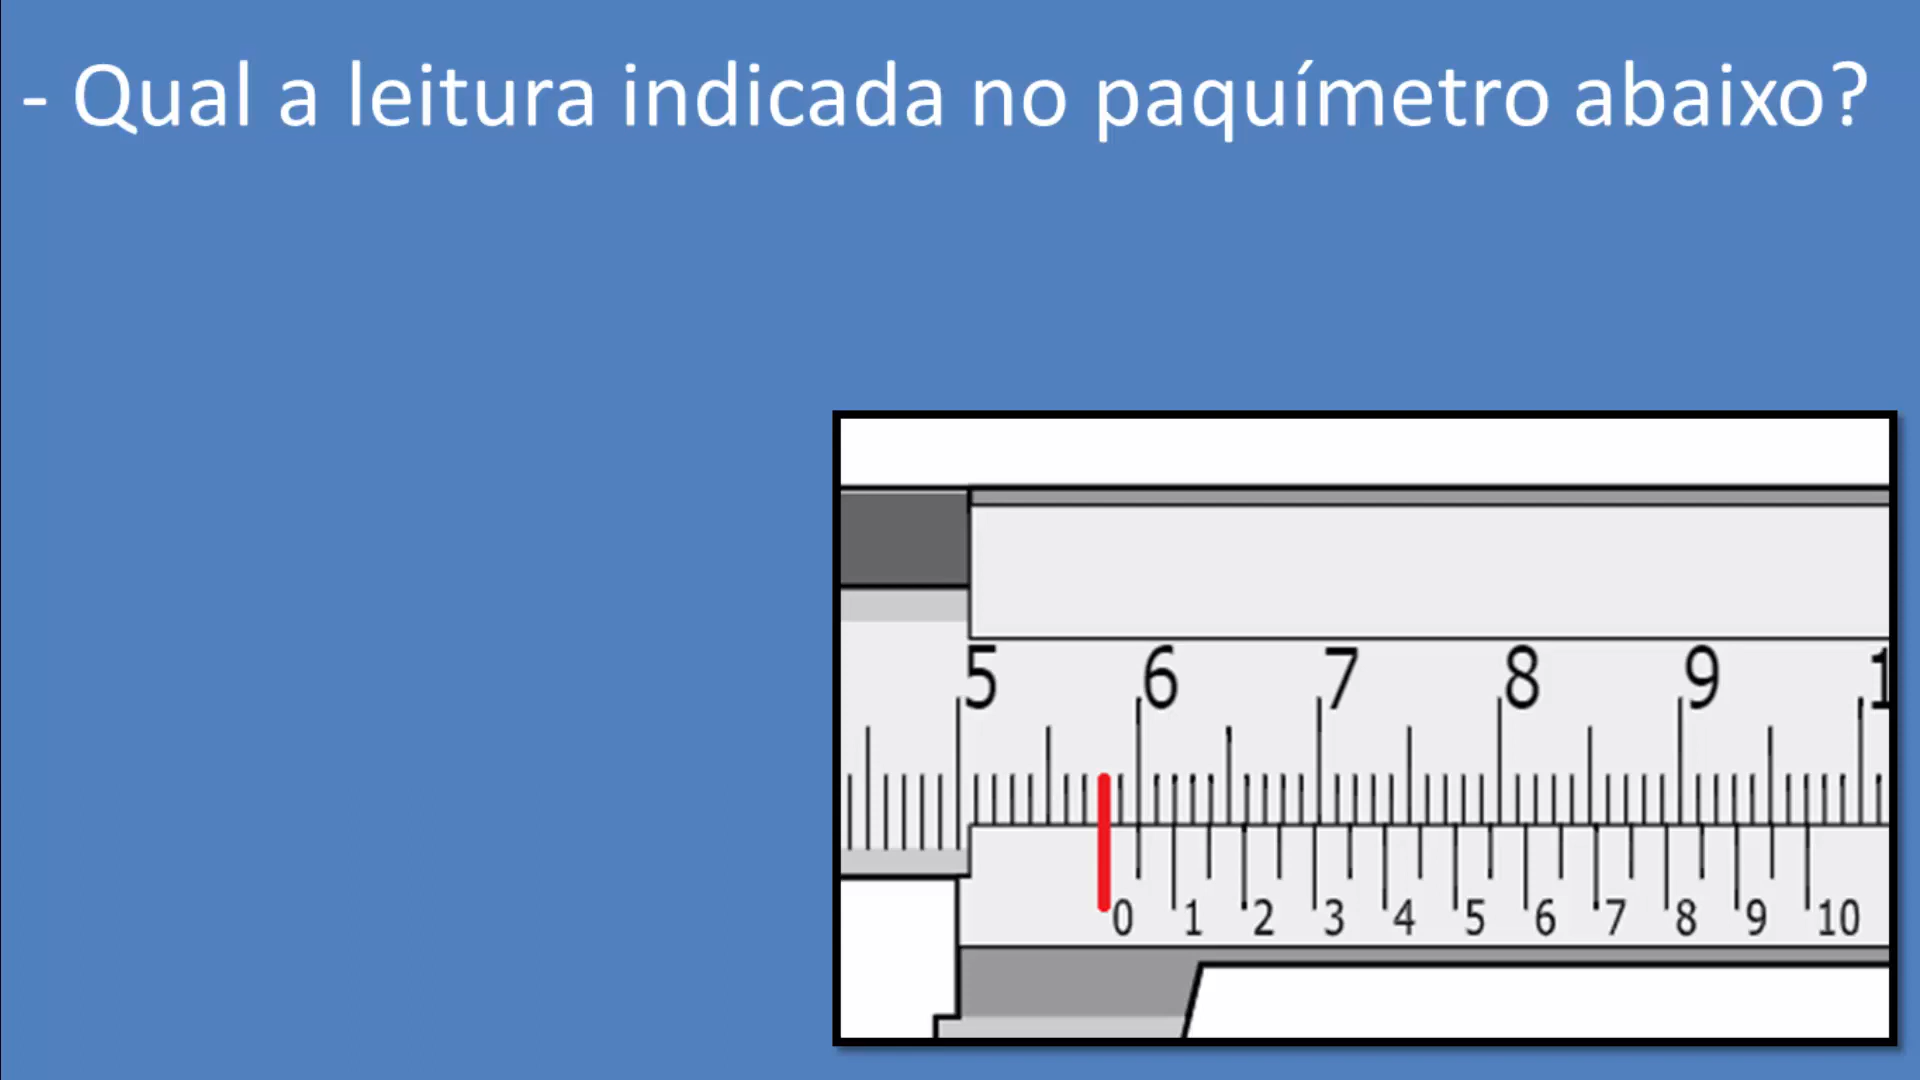 - Qual a leitura indicada no paquímetro abaixo?
5 6 7 8 9 1
0 1 2 3 4 5 6 7 8 9 10